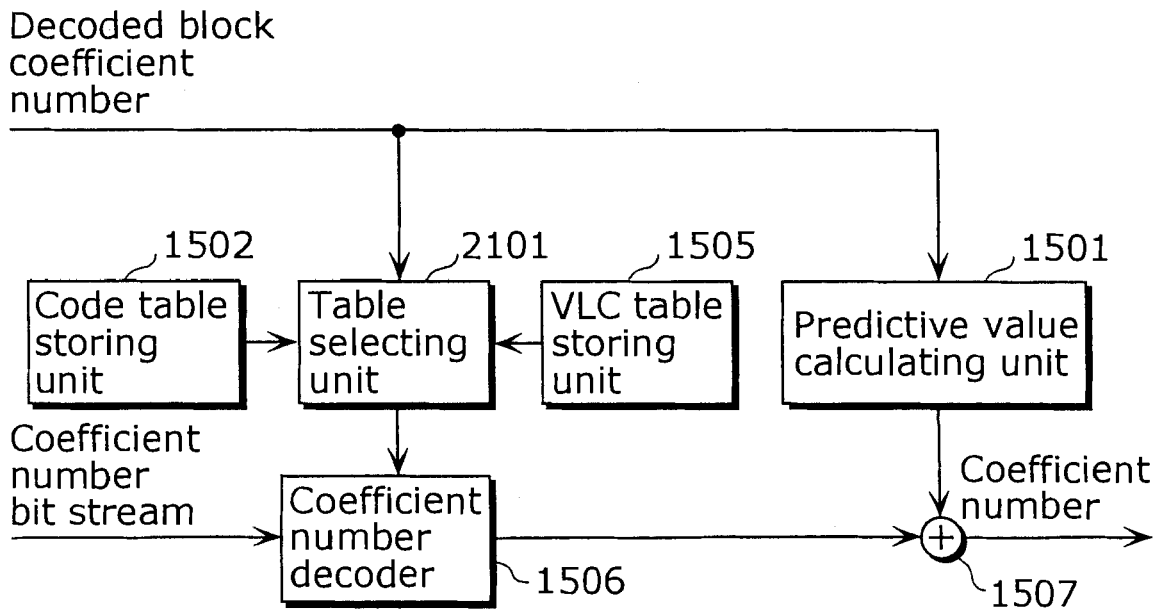 Decoded block
coefficient
number
1502
2101
1505
1501
Code table
storing
unit
Table
selecting
unit
VLC table
storing
unit
Predictive value
calculating unit
Coefficient
number
bit stream
Coefficient
number
decoder
1506
+
Coefficient
number
1507